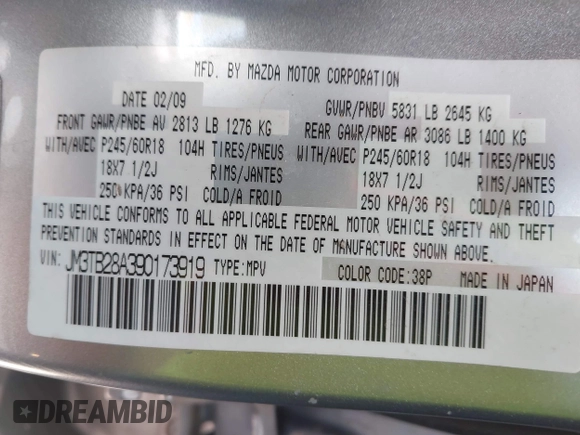 MFD. BY MAZDA MOTOR CORPORATION
DATE 02/09 GVWR/PNBV 5831 LB 2645 KG
FRONT GAWR/PNBE AV 2813 LB 1276 KG REAR GAWR/PNBE AR 3086 LB 1400 KG
WITH/AVEC P245/60R18 104H TIRES/PNEUS WITH/AVEC P245/60R18 104H TIRES/PNEUS
18X7 1/2J RIMS/JANTES 18X7 1/2J RIMS/JANTES
250 KPA/36 PSI COLD/A FROID 250 KPA/36 PSI COLD/A FROID
THIS VEHICLE CONFORMS TO ALL APPLICABLE FEDERAL MOTOR VEHICLE SAFETY AND THEFT
PREVENTION STANDARDS IN EFFECT ON THE DATE OF MANUFACTURE SHOWN ABOVE.
VIN: JM3TB28A390173919 TYPE:MPV COLOR CODE:38P MADE IN JAPAN
DREAMBID